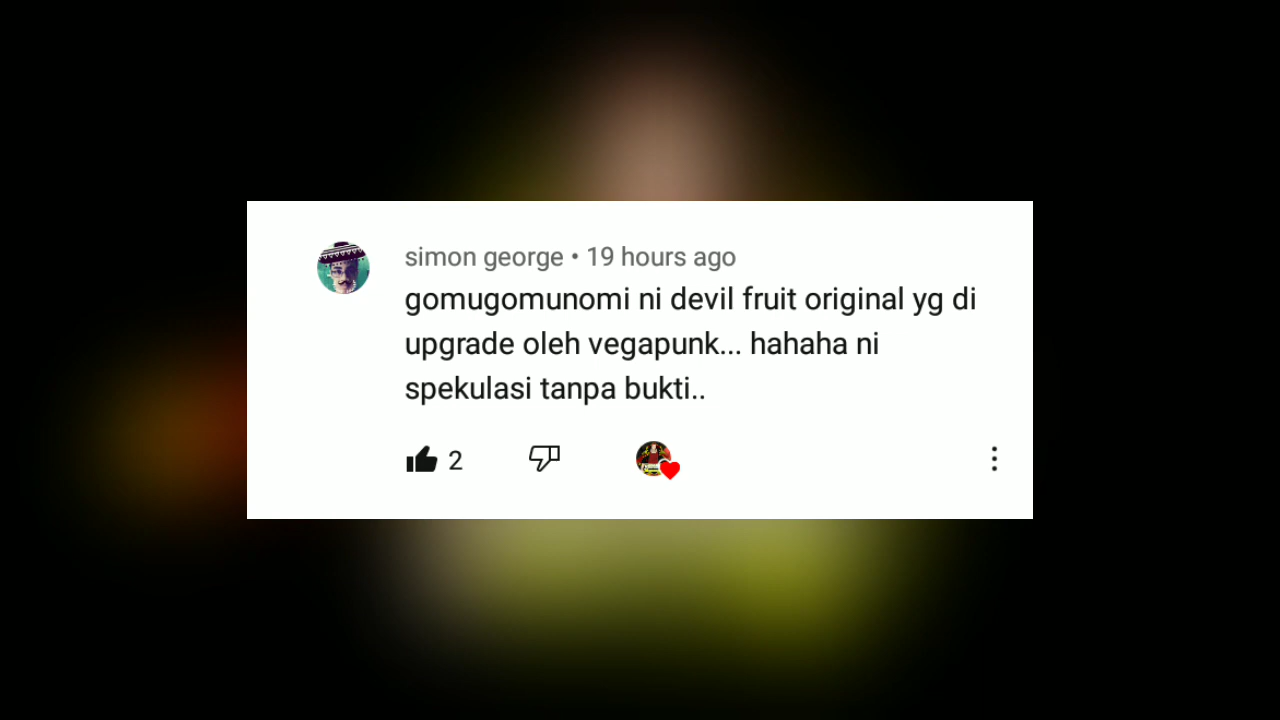 simon george • 19 hours ago
gomugomunomi ni devil fruit original yg di
upgrade oleh vegapunk... hahaha ni
spekulasi tanpa bukti..
2